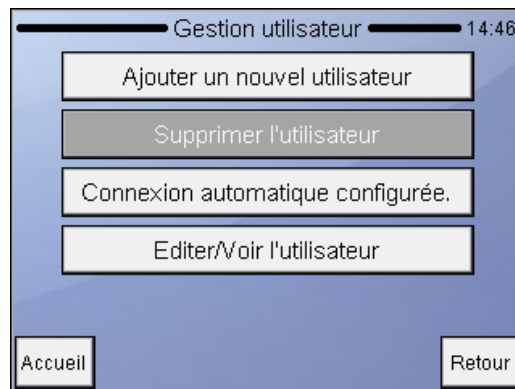 Gestion utilisateur 14:46
Ajouter un nouvel utilisateur
Supprimer l'utilisateur
Connexion automatique configurée.
Editer/Voir l'utilisateur
Accueil Retour